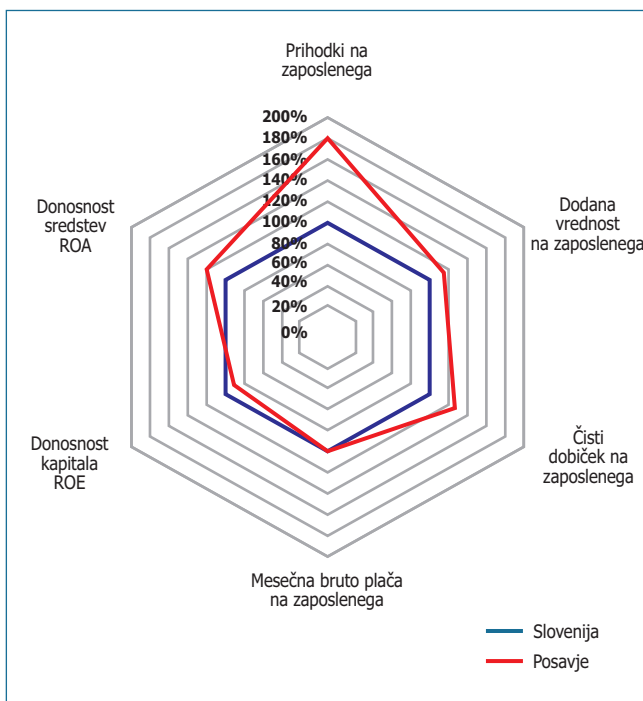 Prihodki na
zaposlenega
200%
180%
160%
140%
120%
100%
80%
60%
40%
20%
0%
Donosnost
sredstev
ROA
Dodana
vrednost
na zaposlenega
Donosnost
kapitala
ROE
Čisti
dobiček na
zaposlenega
Mesečna bruto plača
na zaposlenega
Slovenija
Posavje